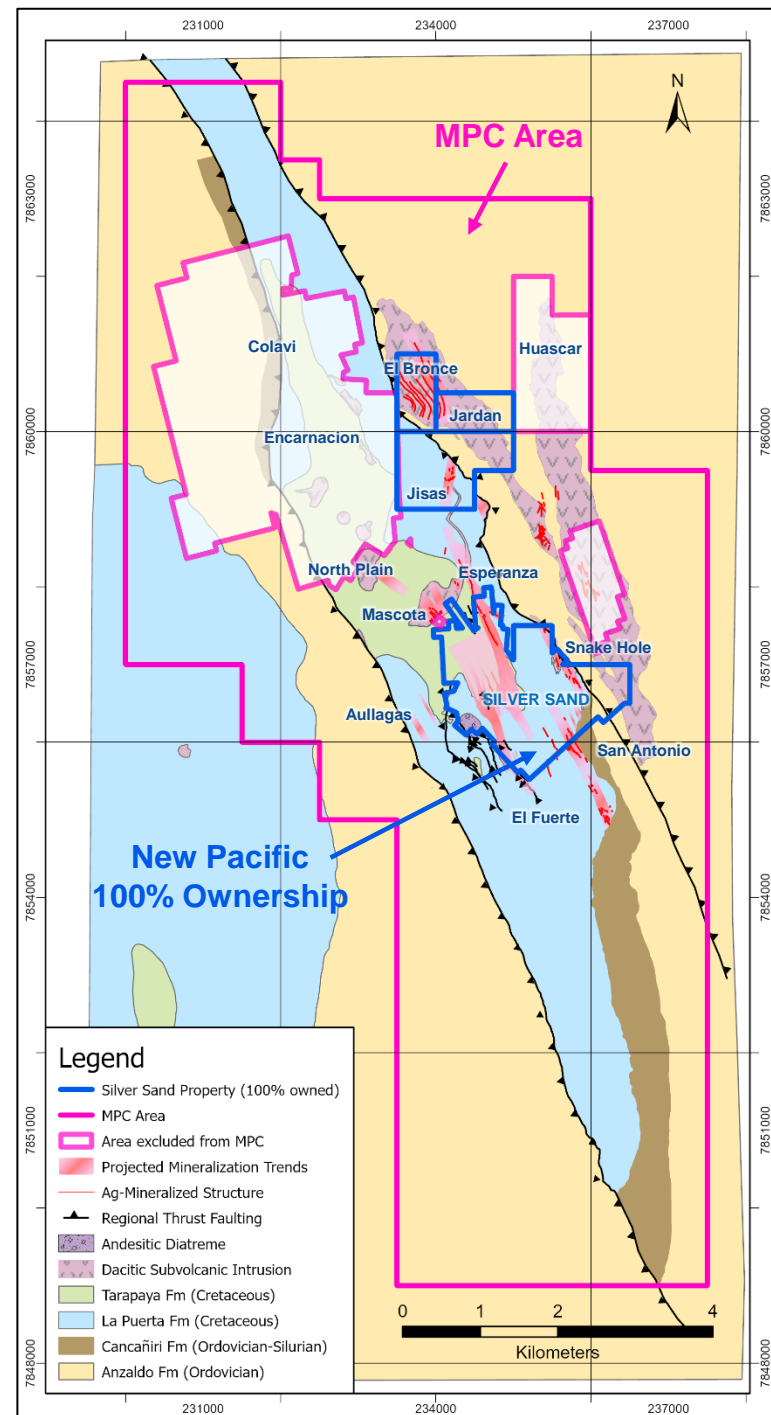 231000
234000
237000
N
MPC Area
7863000
7863000
Colavi
Huascar
El Bronce
Jardan
7860000
7860000
Encarnacion
Jisas
North Plain
Esperanza
Mascota
Snake Hole
7857000
7857000
SILVER SAND
Aullagas
San Antonio
El Fuerte
New Pacific
100% Ownership
7854000
7854000
Legend
Silver Sand Property (100% owned)
MPC Area
Area excluded from MPC
Projected Mineralization Trends
Ag-Mineralized Structure
Regional Thrust Faulting
Andesitic Diatreme
Dacitic Subvolcanic Intrusion
Tarapaya Fm (Cretaceous)
La Puerta Fm (Cretaceous)
Cancañiri Fm (Ordovician-Silurian)
Anzaldo Fm (Ordovician)
7851000
7851000
0 1 2 4
Kilometers
7848000
7848000
231000
234000
237000